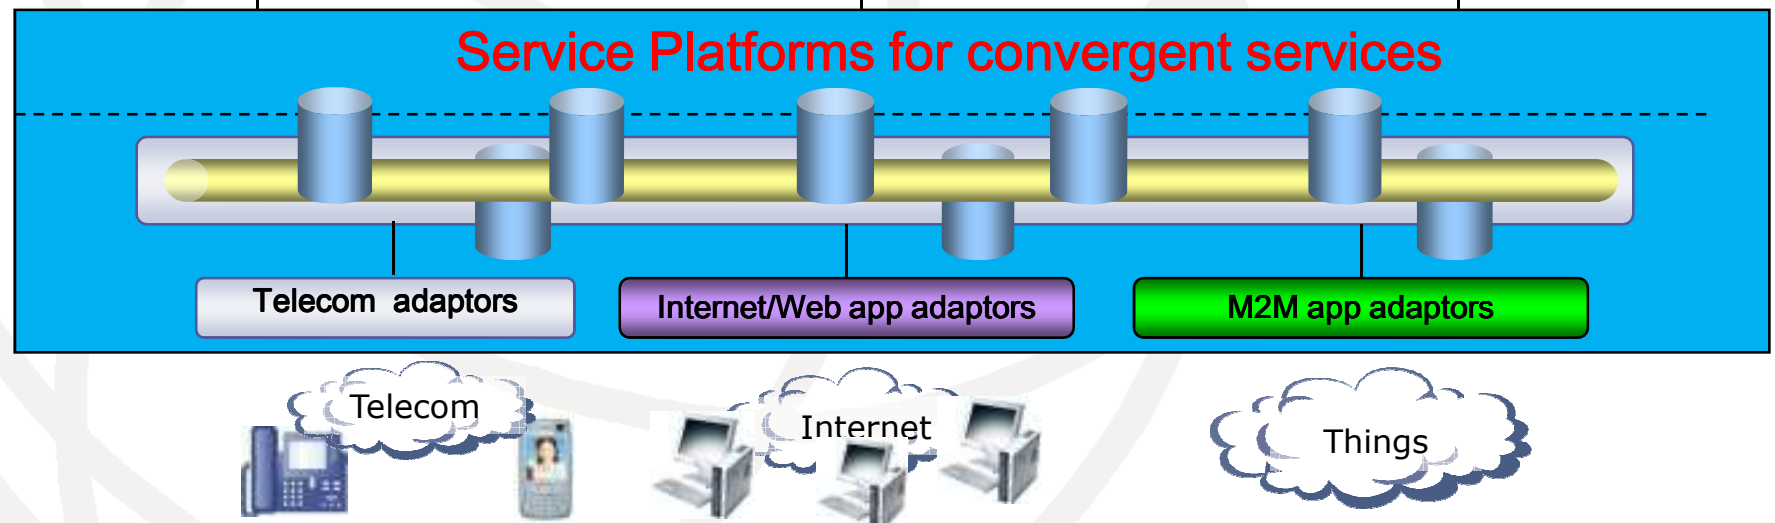 Service Platforms for convergent services
Telecom adaptors
Internet/Web app adaptors
M2M app adaptors
Telecom
Internet
Things